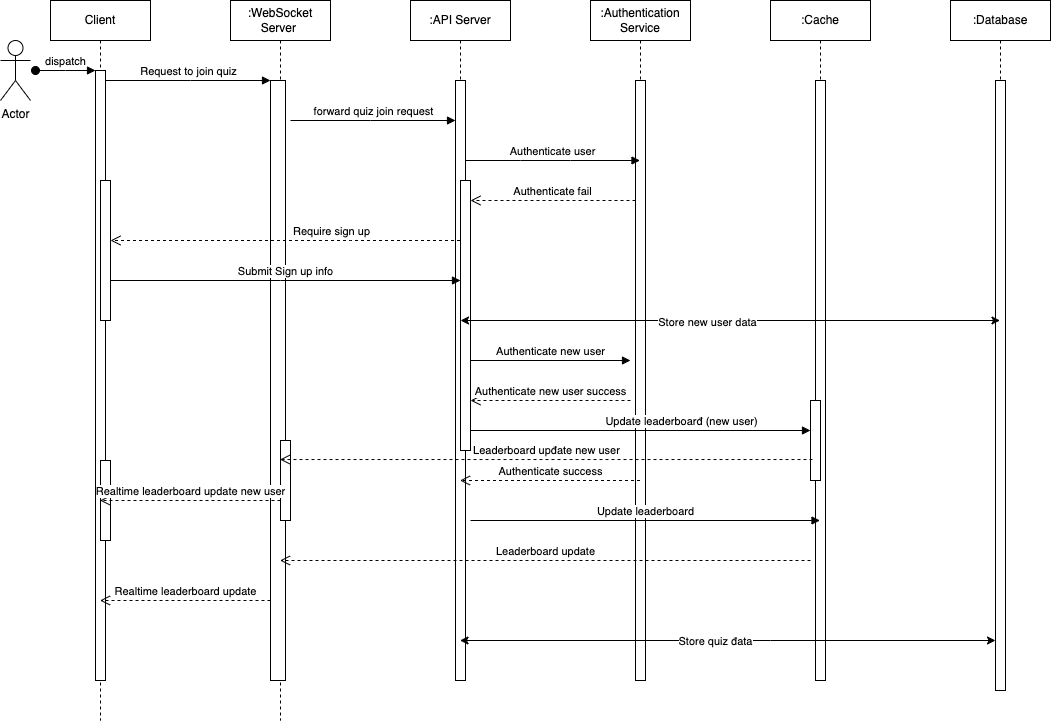 Client
:WebSocket
Server
:API Server
:Authentication
Service
:Cache
:Database
dispatch
Actor
Request to join quiz
forward quiz join request
Authenticate user
Authenticate fail
Require sign up
Submit Sign up info
Store new user data
Authenticate new user
Authenticate new user success
Update leaderboard (new user)
Leaderboard update new user
Authenticate success
Realtime leaderboard update new user
Update leaderboard
Leaderboard update
Realtime leaderboard update
Store quiz data